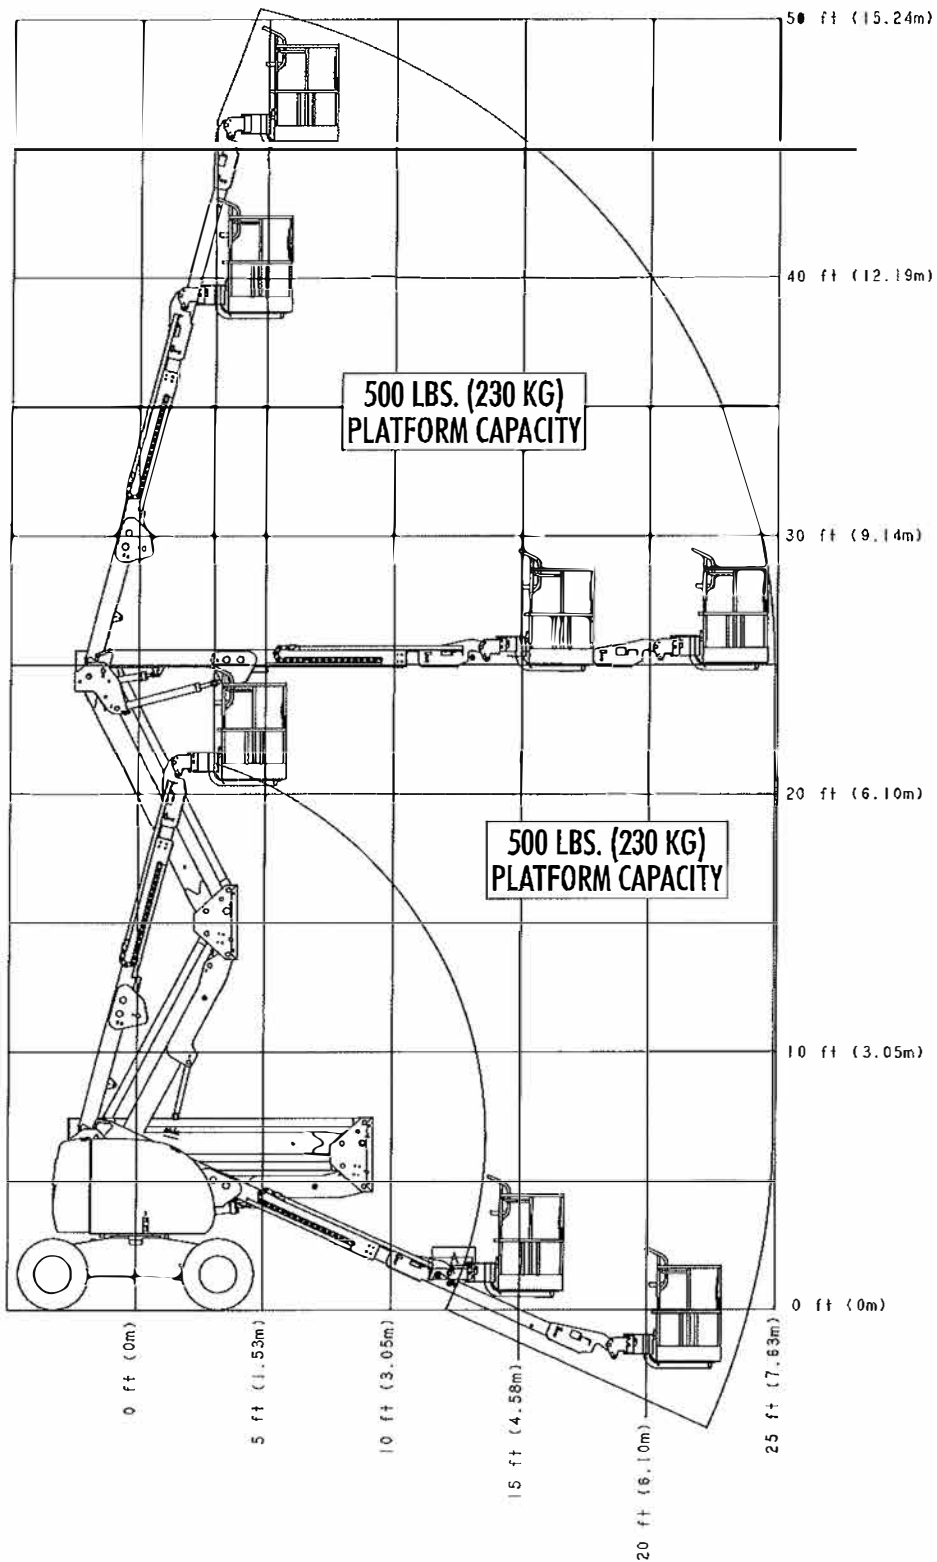 50 ft (15.24m)
40 ft (12.19m)
500 LBS. (230 KG)
PLATFORM CAPACITY
30 ft (9.14m)
20 ft (6.10m)
500 LBS. (230 KG)
PLATFORM CAPACITY
10 ft (3.05m)
0 ft (0m)
0 ft (0m)
5 ft (1.53m)
10 ft (3.05m)
15 ft (4.58m)
20 ft (6.10m)
25 ft (7.63m)